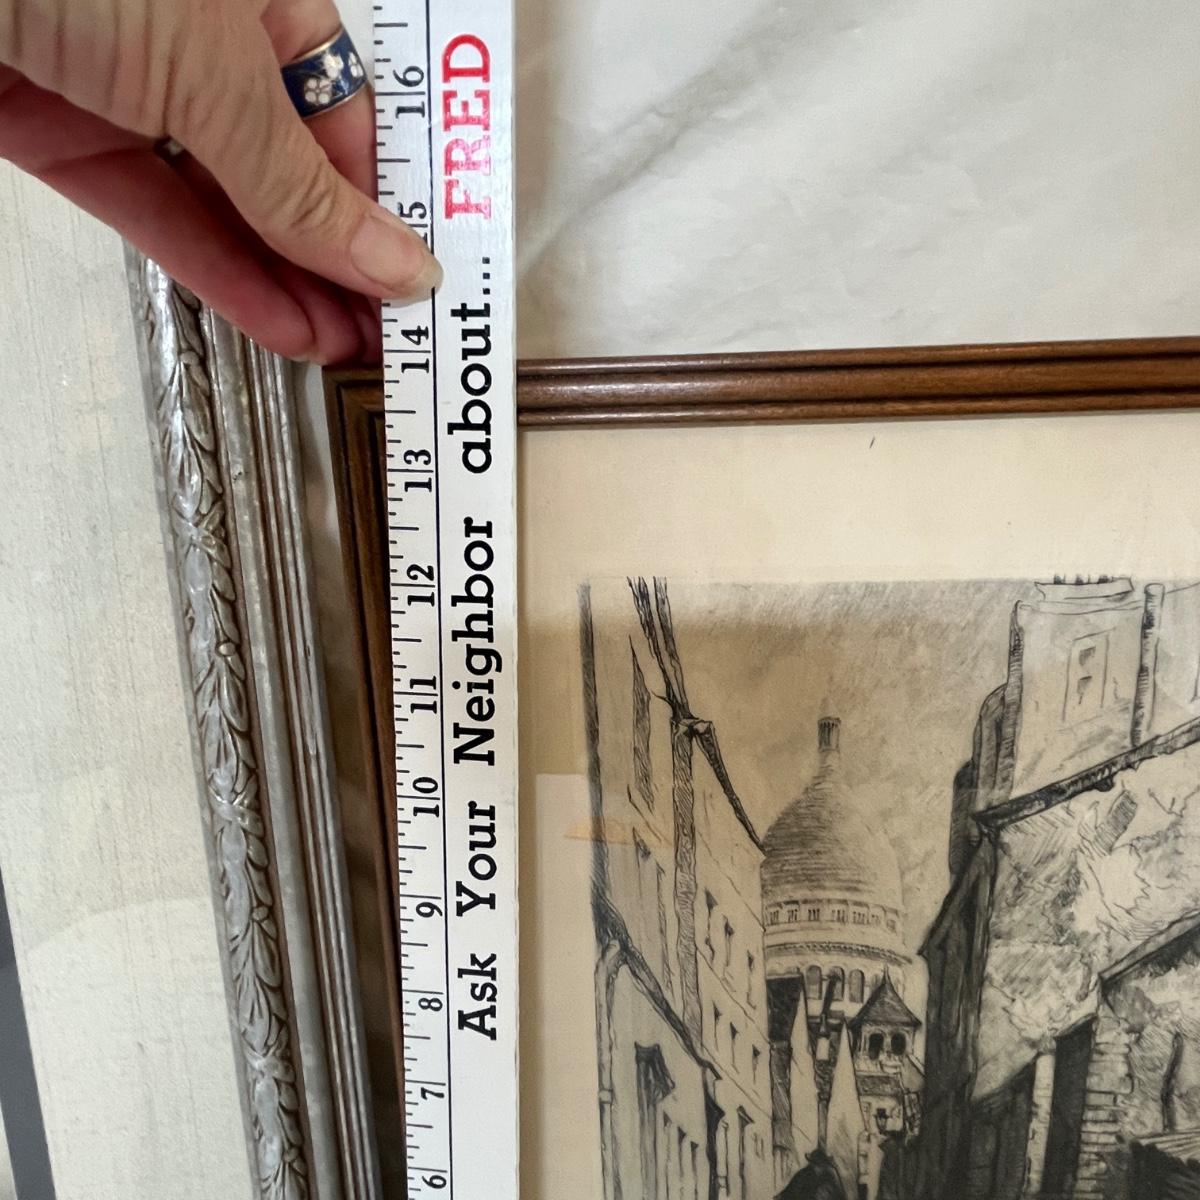 Ask Your Neighbor about... FRED
6 7 8 9 10 11 12 13 14 15 16